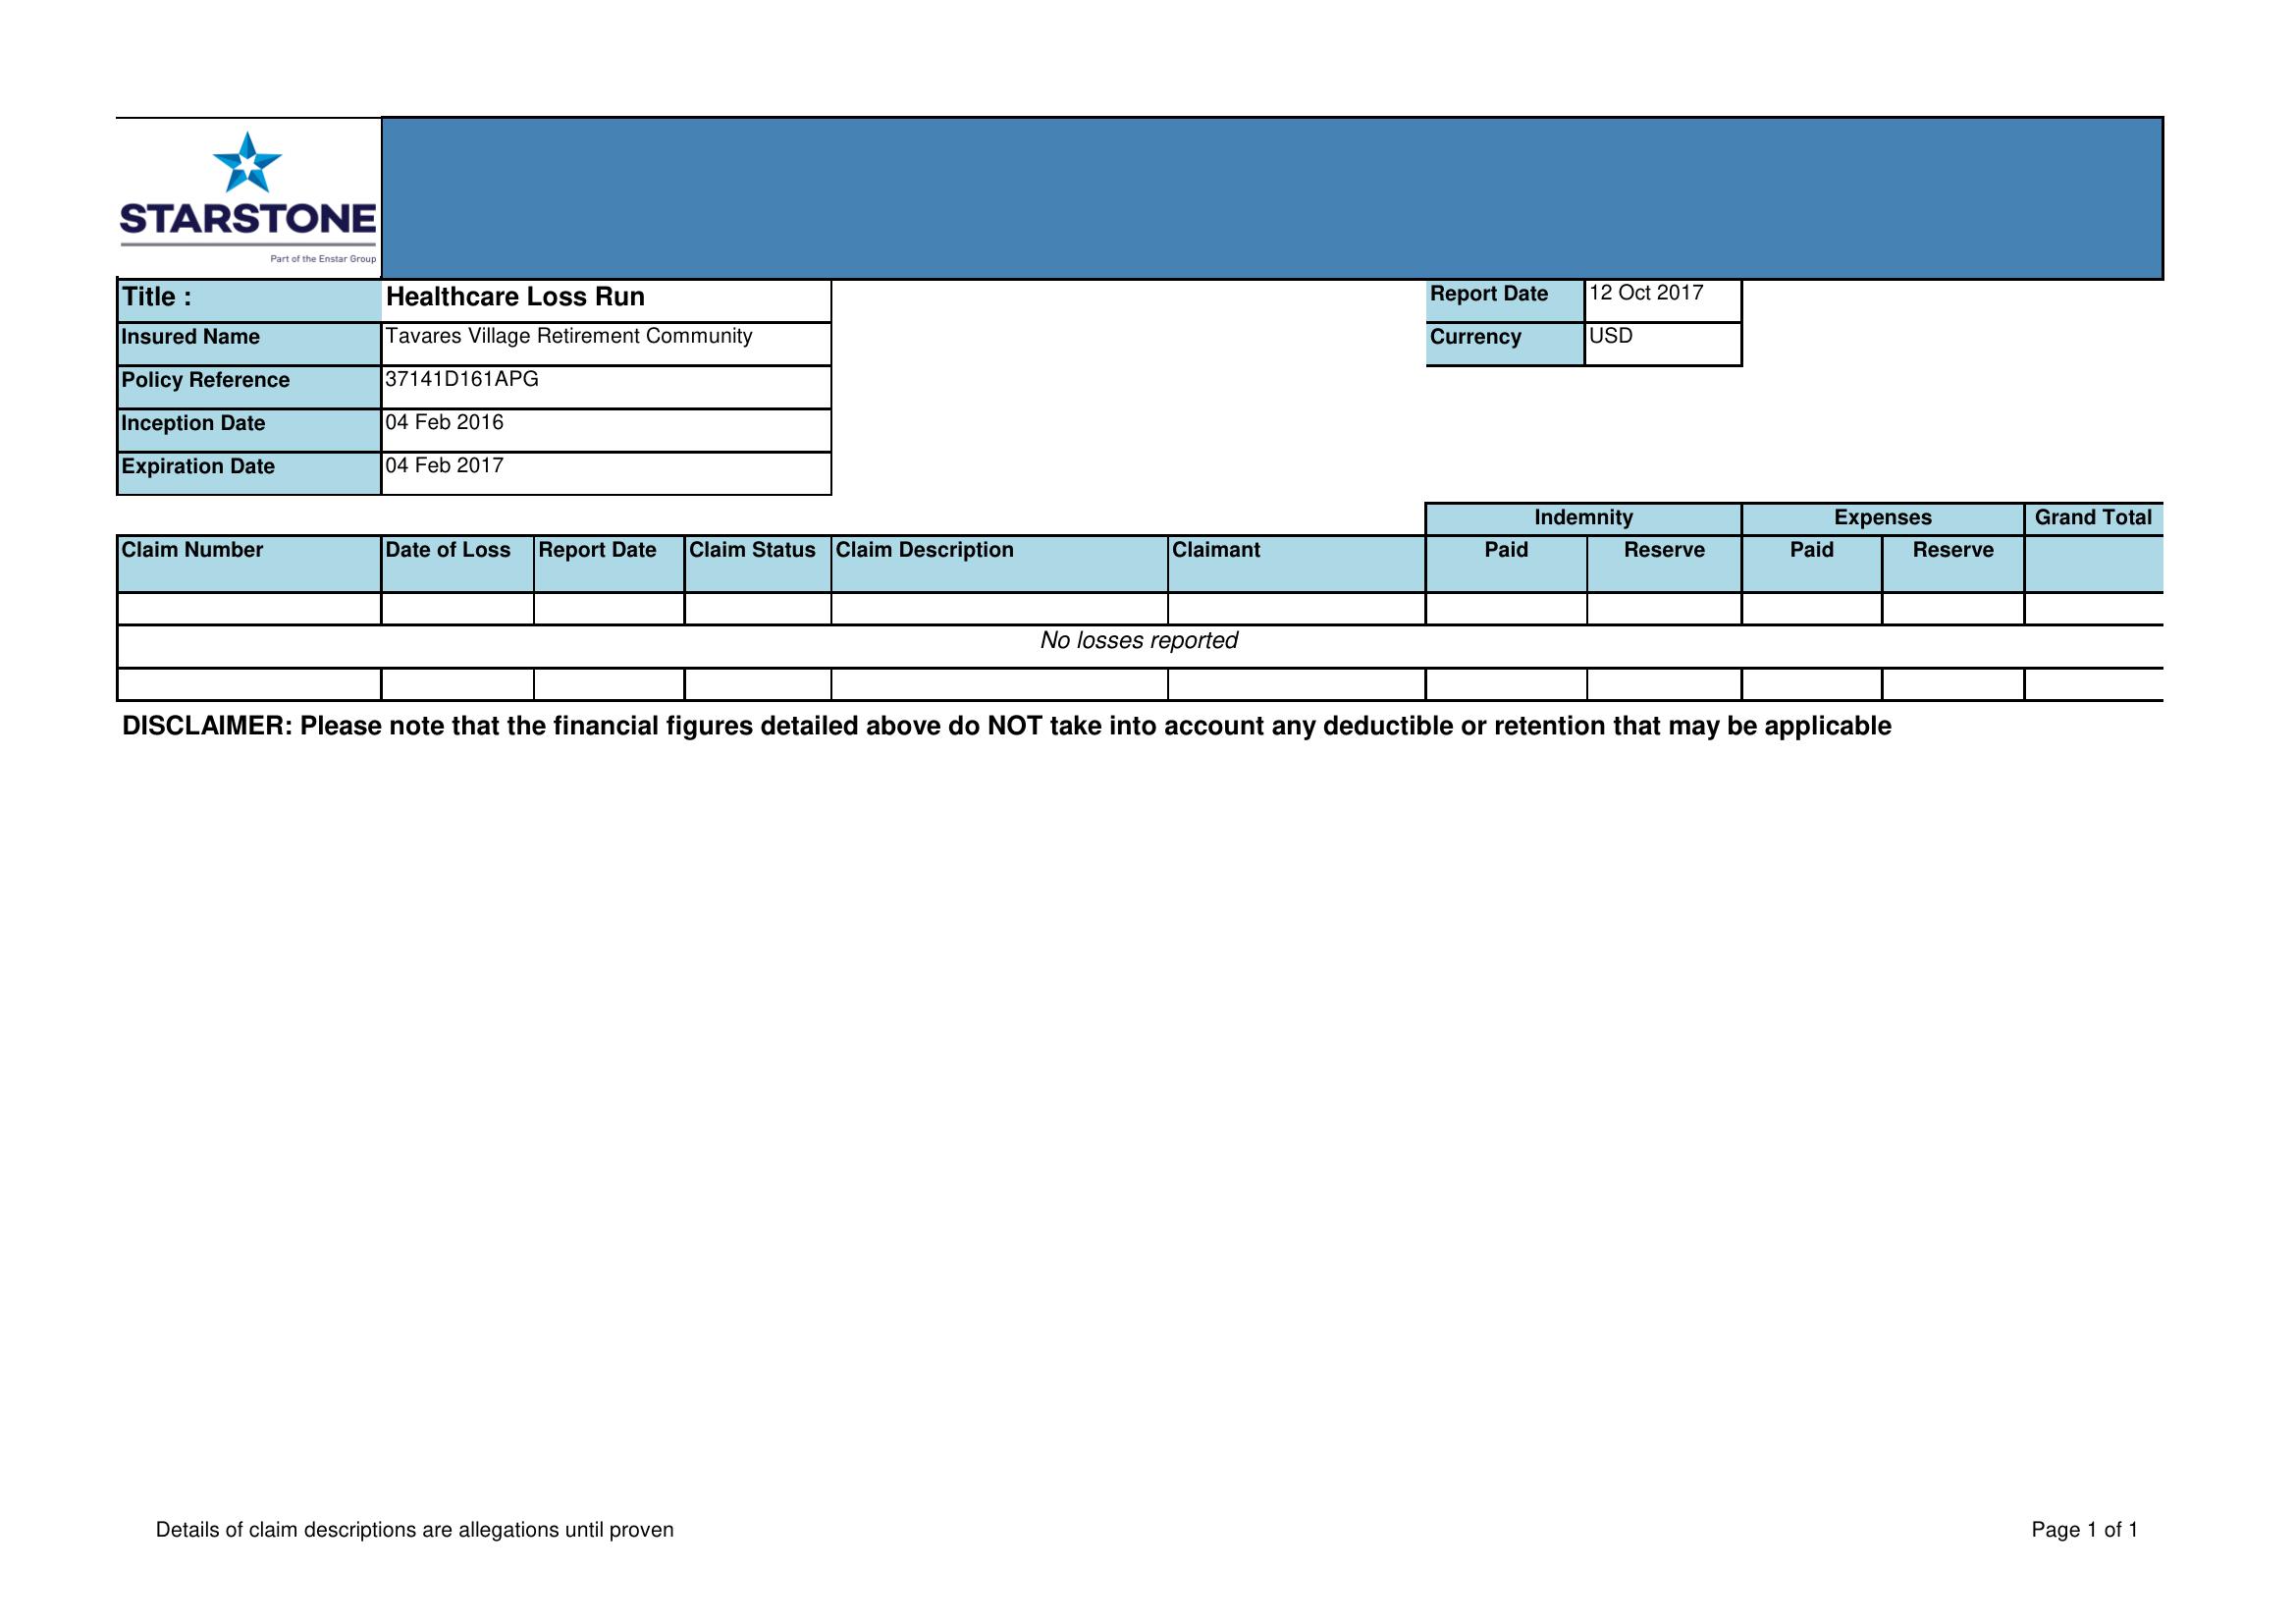 STARSTONE
Part of the Enstar Group
Title : Healthcare Loss Run Report Date 12 Oct 2017
Insured Name Tavares Village Retirement Community Currency USD
Policy Reference 37141D161APG
Inception Date 04 Feb 2016
Expiration Date 04 Feb 2017
Indemnity Expenses Grand Total
Claim Number Date of Loss Report Date Claim Status Claim Description Claimant Paid Reserve Paid Reserve
No losses reported
DISCLAIMER: Please note that the financial figures detailed above do NOT take into account any deductible or retention that may be applicable
Details of claim descriptions are allegations until proven Page 1 of 1